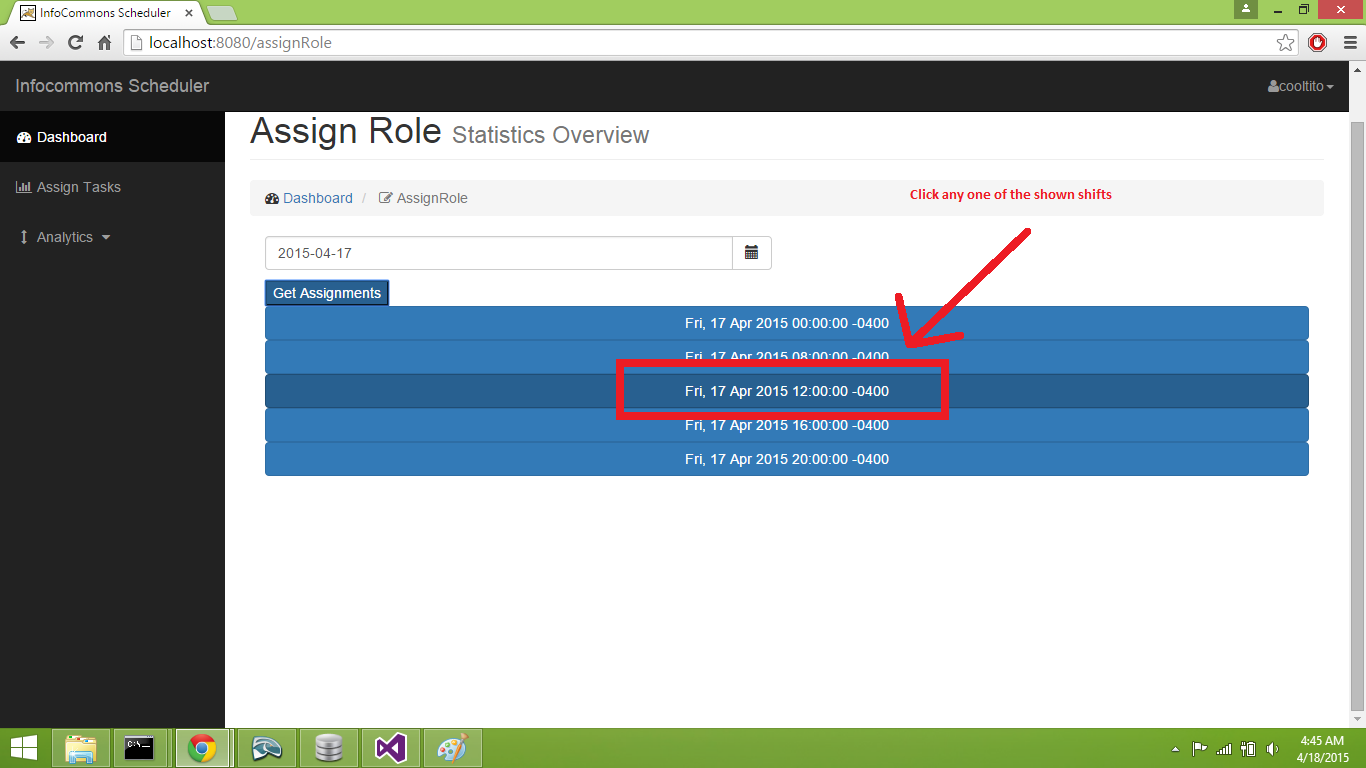 InfoCommons Scheduler
localhost:8080/assignRole
Infocommons Scheduler
cooltito
Dashboard
Assign Tasks
Analytics
Assign Role Statistics Overview
Dashboard / AssignRole
Click any one of the shown shifts
2015-04-17
Get Assignments
Fri, 17 Apr 2015 00:00:00 -0400
Fri, 17 Apr 2015 08:00:00 -0400
Fri, 17 Apr 2015 12:00:00 -0400
Fri, 17 Apr 2015 16:00:00 -0400
Fri, 17 Apr 2015 20:00:00 -0400
C:\_
4:45 AM
4/18/2015